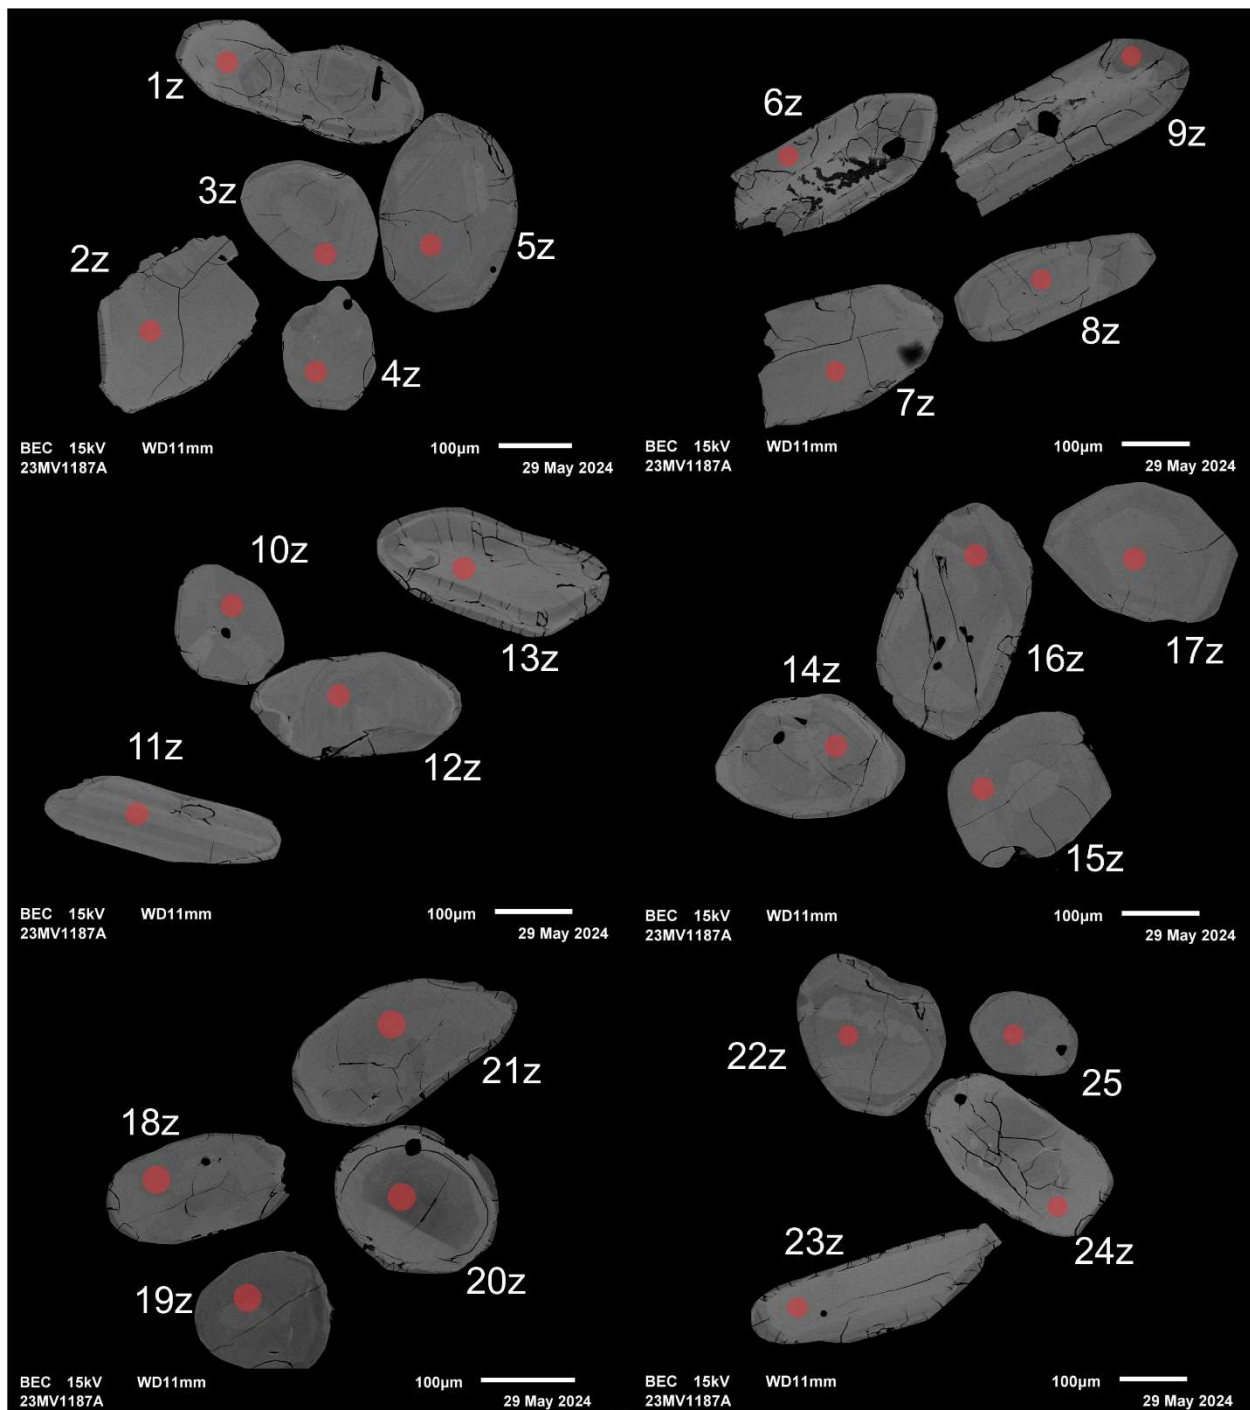 1z
2z
3z
4z
5z
BEC 15kV WD11mm 100µm
23MV1187A 29 May 2024
6z
9z
8z
7z
BEC 15kV WD11mm 100µm
23MV1187A 29 May 2024
10z
13z
12z
11z
BEC 15kV WD11mm 100µm
23MV1187A 29 May 2024
14z
16z
17z
15z
BEC 15kV WD11mm 100µm
23MV1187A 29 May 2024
21z
18z
20z
19z
BEC 15kV WD11mm 100µm
23MV1187A 29 May 2024
22z
25
24z
23z
BEC 15kV WD11mm 100µm
23MV1187A 29 May 2024